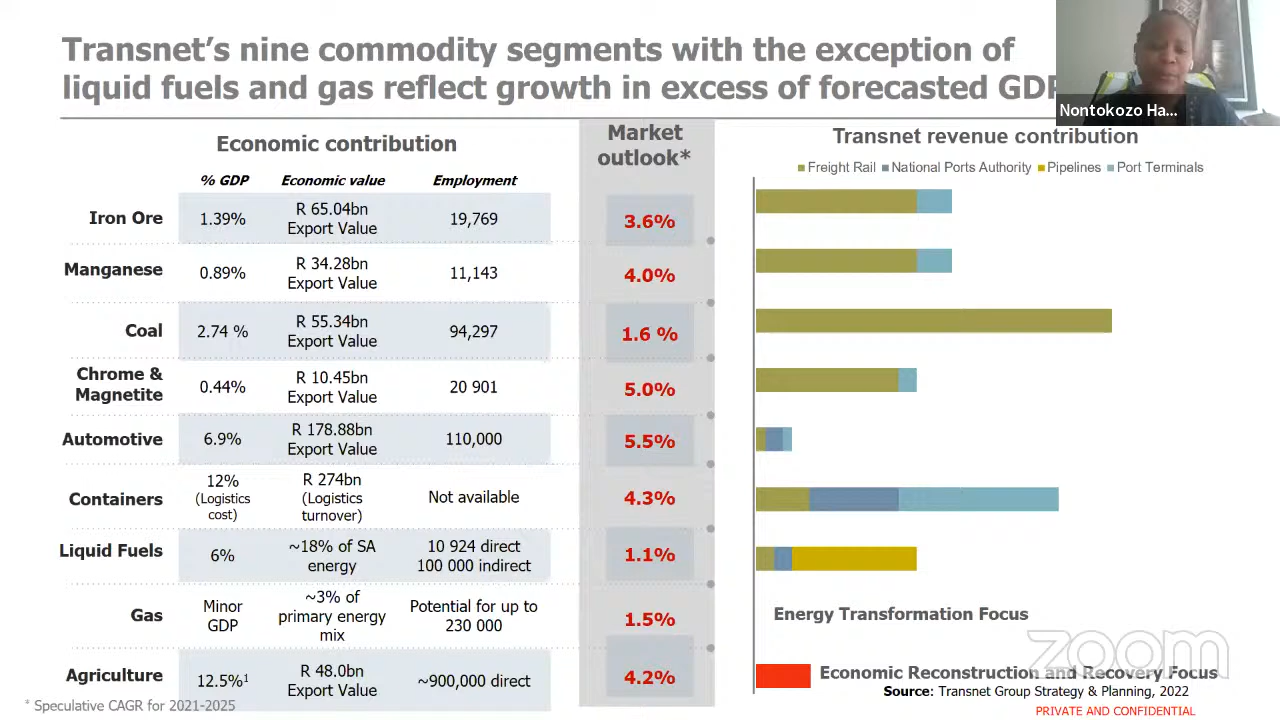 Transnet's nine commodity segments with the exception of
liquid fuels and gas reflect growth in excess of forecasted GDP
Nontokozo Ha...
Economic contribution
Market
outlook*
Transnet revenue contribution
Freight Rail National Ports Authority Pipelines Port Terminals
% GDP Economic value Employment
Iron Ore 1.39% R 65.04bn
Export Value 19,769 3.6%
Manganese 0.89% R 34.28bn
Export Value 11,143 4.0%
Coal 2.74 % R 55.34bn
Export Value 94,297 1.6 %
Chrome &
Magnetite 0.44% R 10.45bn
Export Value 20 901 5.0%
Automotive 6.9% R 178.88bn
Export Value 110,000 5.5%
Containers 12%
(Logistics
cost) R 274bn
(Logistics
turnover) Not available 4.3%
Liquid Fuels 6% ~18% of SA
energy 10 924 direct
100 000 indirect 1.1%
Gas Minor
GDP ~3% of
primary energy
mix Potential for up to
230 000 1.5%
Energy Transformation Focus
Agriculture 12.5%¹ R 48.0bn
Export Value ~900,000 direct 4.2%
Economic Reconstruction and Recovery Focus
zoom
Source: Transnet Group Strategy & Planning, 2022
* Speculative CAGR for 2021-2025
PRIVATE AND CONFIDENTIAL